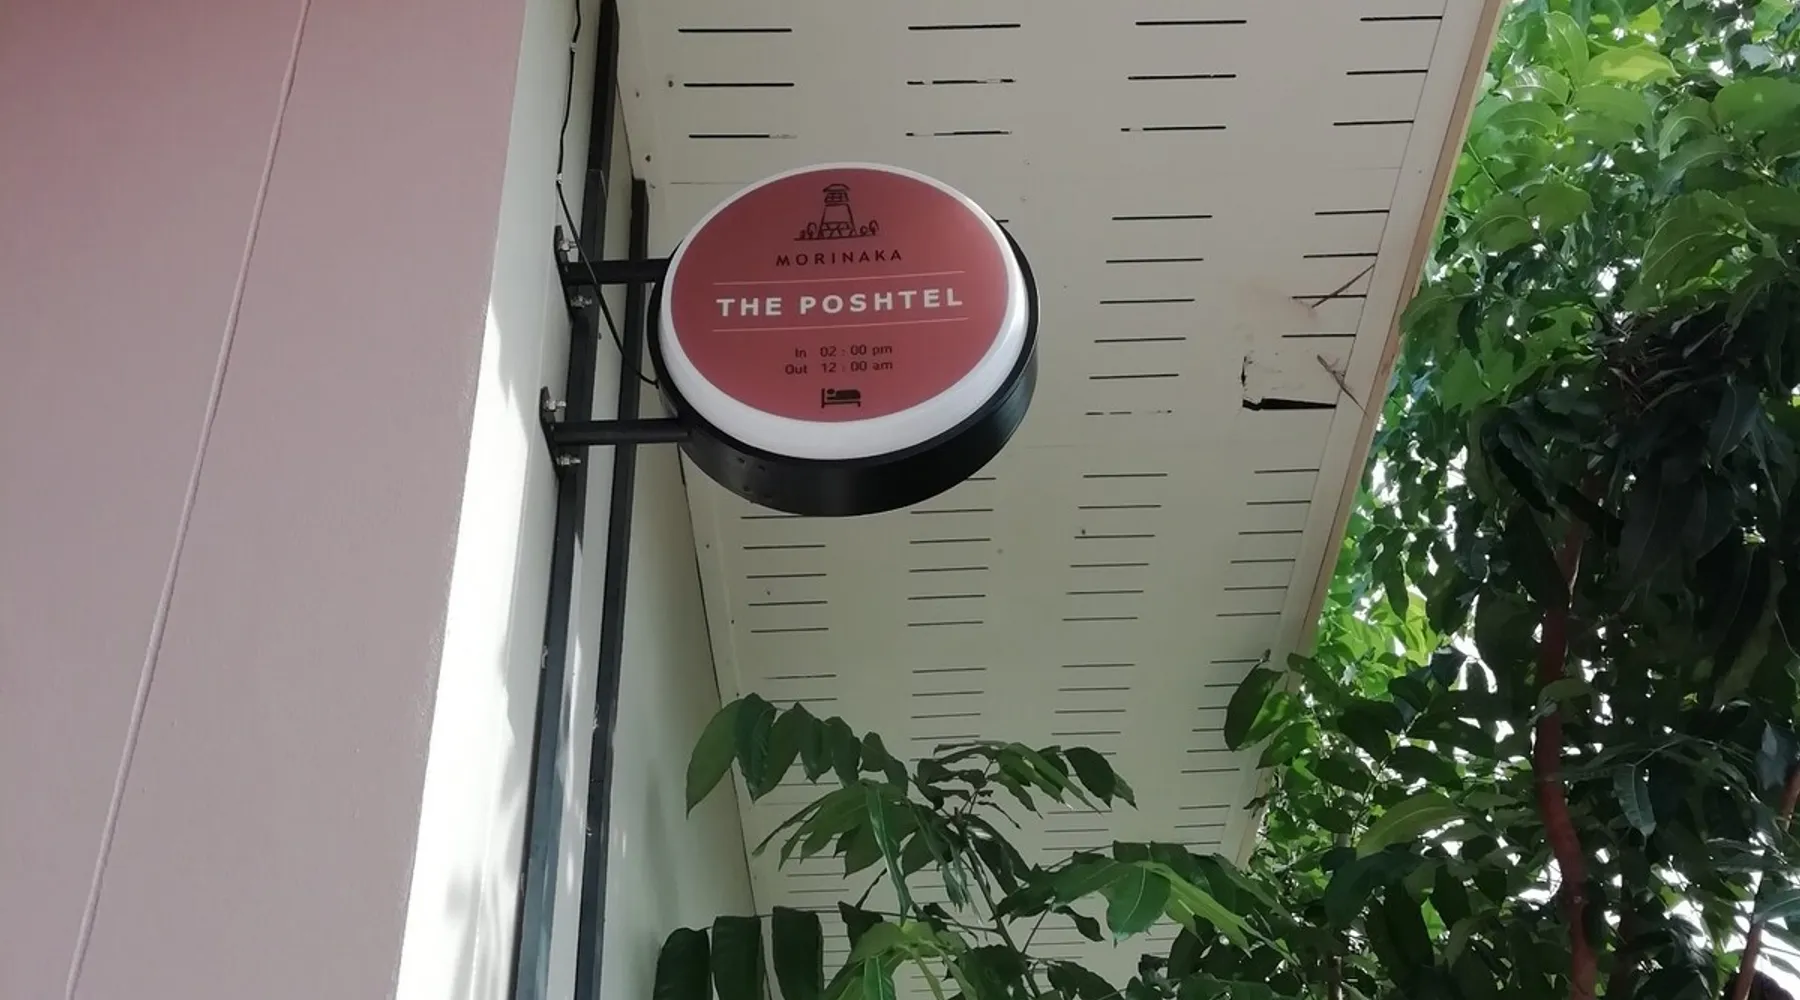 MORINAKA
THE POSHTEL
In 02 : 00 pm
Out 12 : 00 am